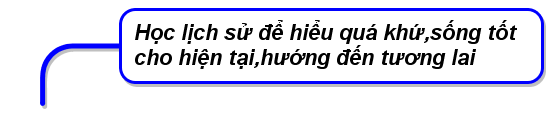 Học lịch sử để hiểu quá khứ,sống tốt
cho hiện tại,hướng đến tương lai